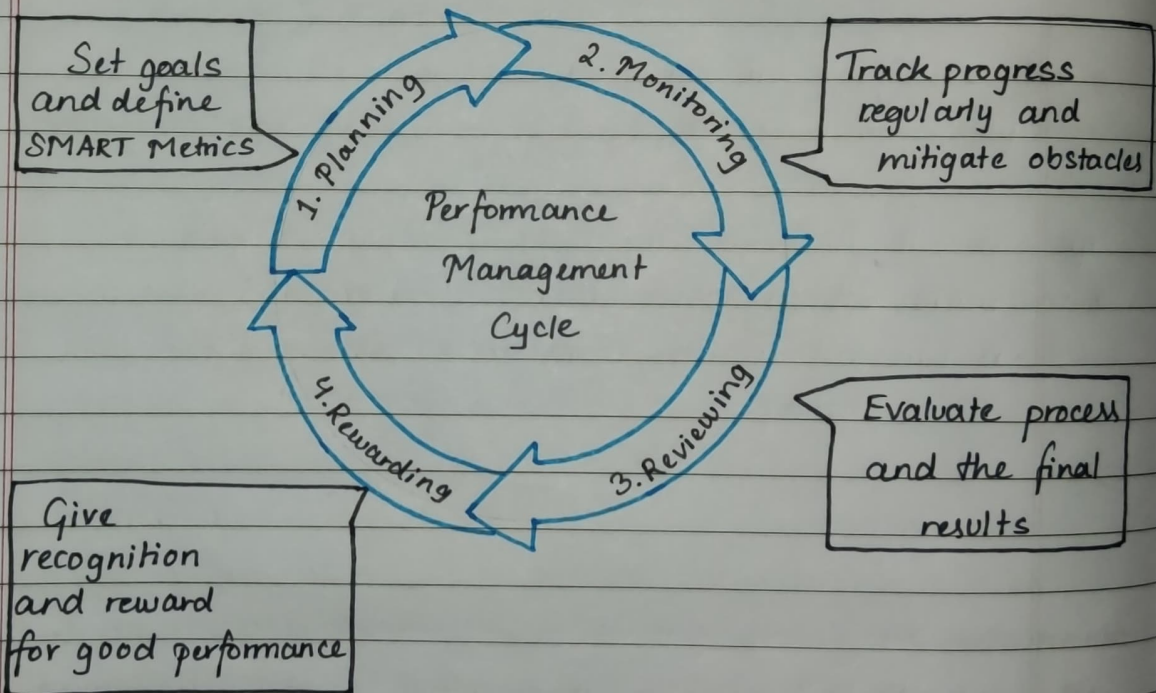 Set goals
and define
SMART Metrics
1. Planning
2. Monitoring
Track progress
regularly and
mitigate obstacles
Performance
Management
Cycle
3. Reviewing
Evaluate process
and the final
results
4. Rewarding
Give
recognition
and reward
for good performance